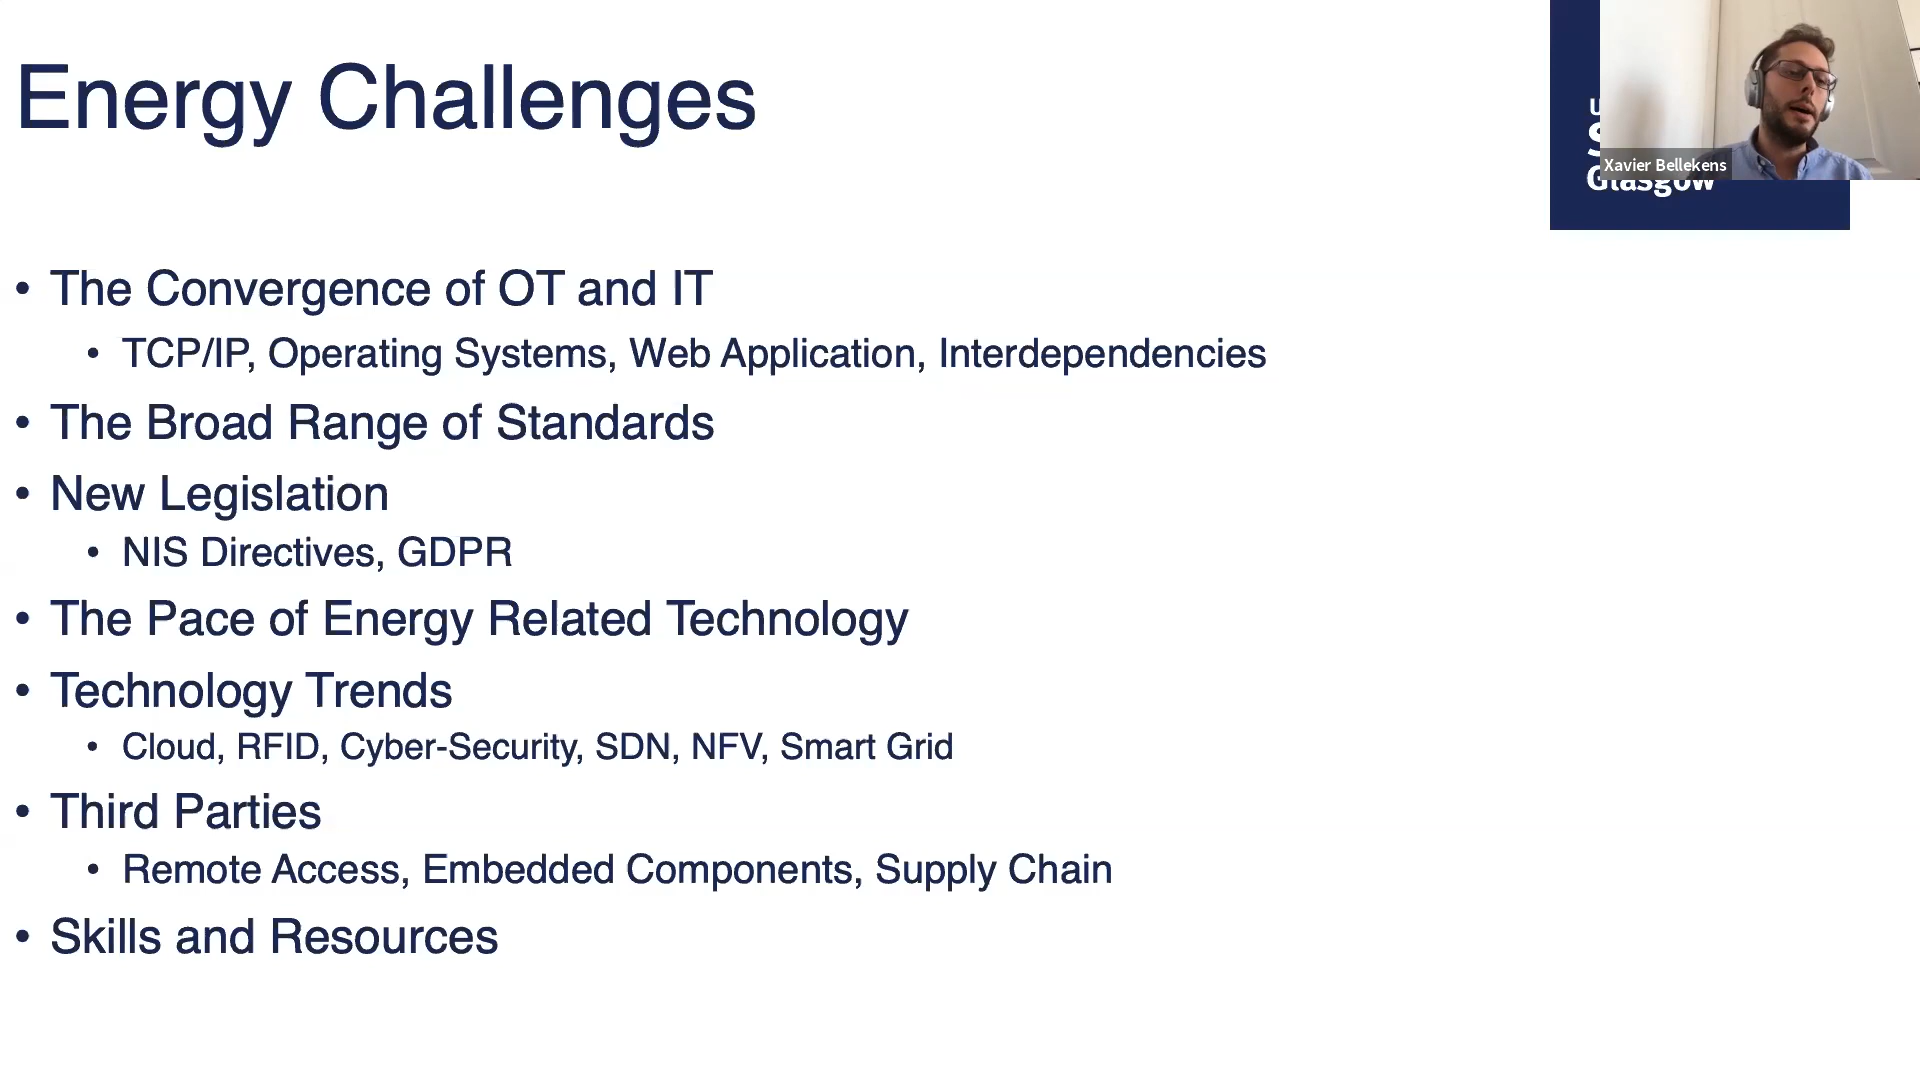 Energy Challenges
Xavier Bellekens
Glasgow
• The Convergence of OT and IT
• TCP/IP, Operating Systems, Web Application, Interdependencies
• The Broad Range of Standards
• New Legislation
• NIS Directives, GDPR
• The Pace of Energy Related Technology
• Technology Trends
• Cloud, RFID, Cyber-Security, SDN, NFV, Smart Grid
• Third Parties
• Remote Access, Embedded Components, Supply Chain
• Skills and Resources